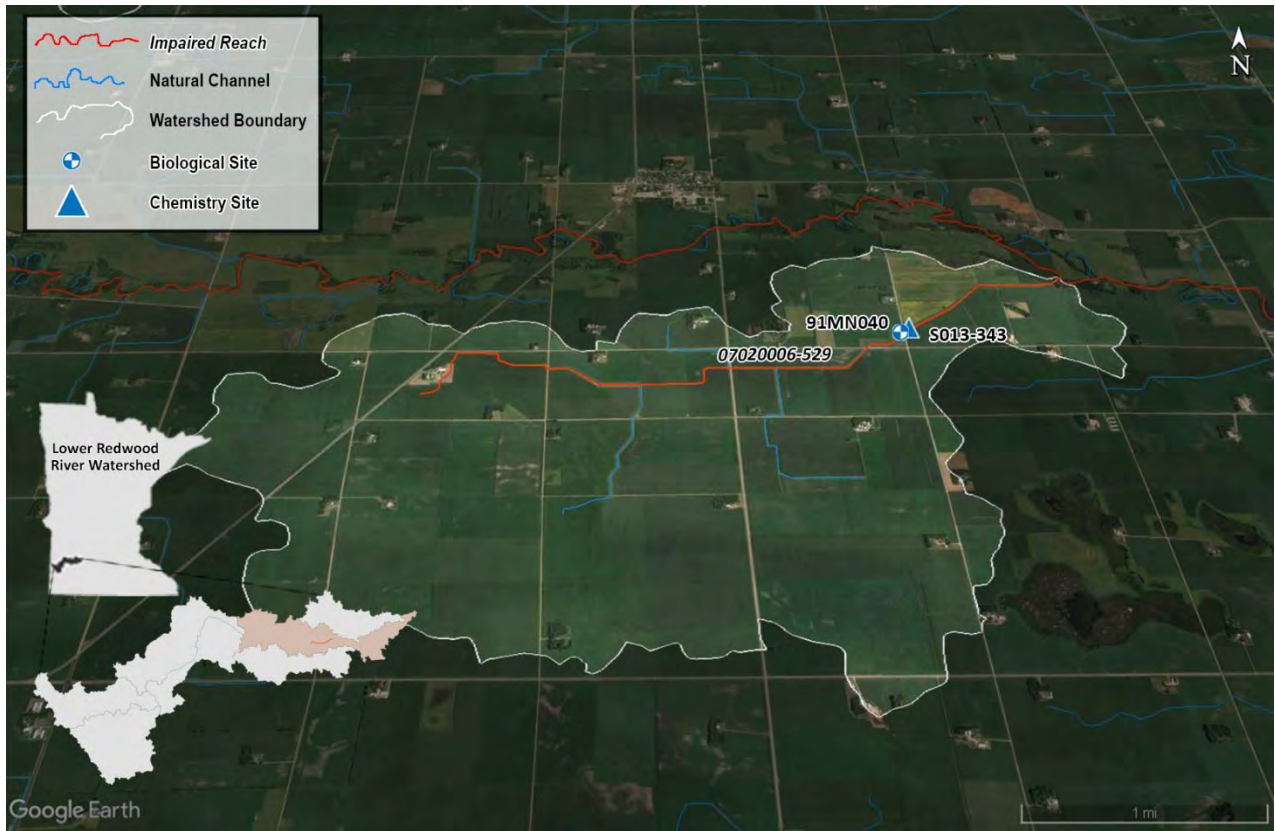 Impaired Reach
Natural Channel
Watershed Boundary
Biological Site
Chemistry Site
N
91MN040
S013-343
07020006-529
Lower Redwood
River Watershed
Google Earth
1 mi